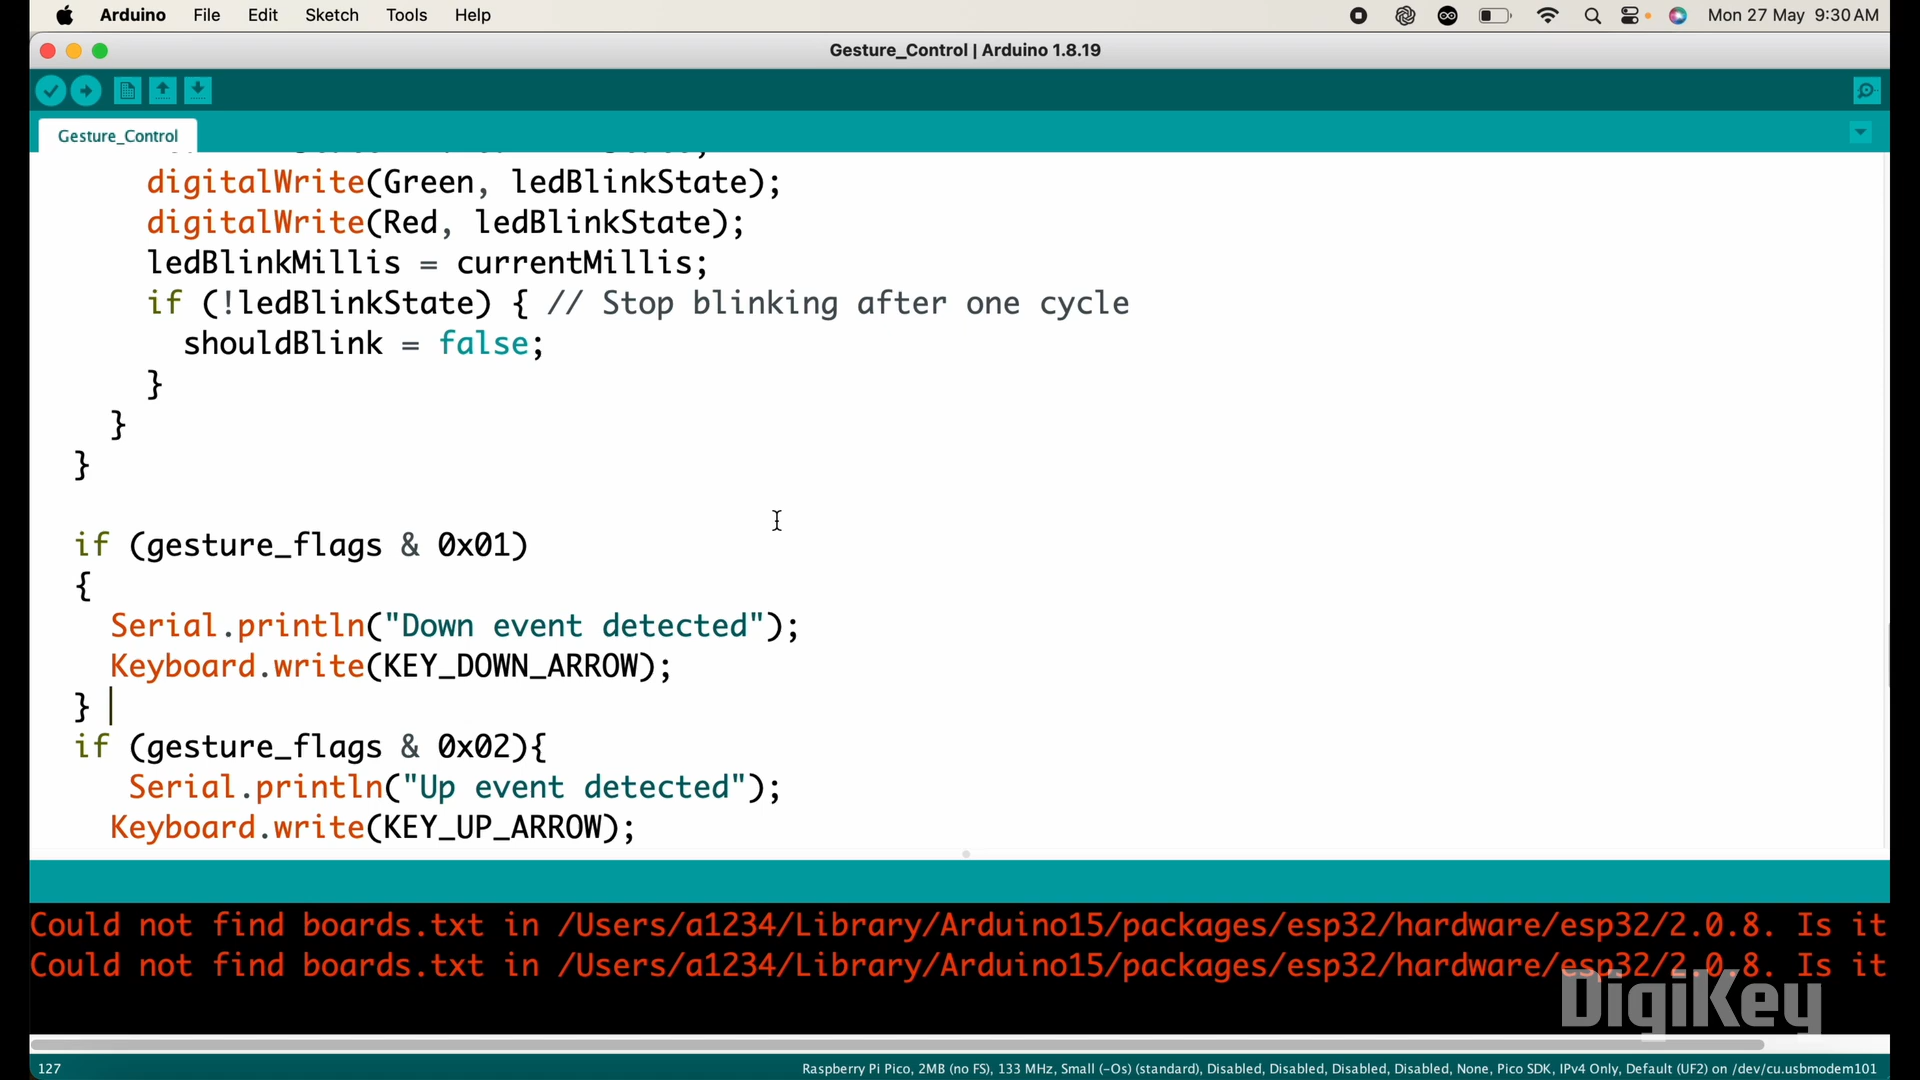 Arduino File Edit Sketch Tools Help Mon 27 May 9:30 AM
Gesture_Control | Arduino 1.8.19
Gesture_Control
digitalWrite(Green, ledBlinkState);
digitalWrite(Red, ledBlinkState);
ledBlinkMillis = currentMillis;
if (!ledBlinkState) { // Stop blinking after one cycle
shouldBlink = false;
}
}
}
if (gesture_flags & 0x01)
{
Serial.println("Down event detected");
Keyboard.write(KEY_DOWN_ARROW);
}
if (gesture_flags & 0x02){
Serial.println("Up event detected");
Keyboard.write(KEY_UP_ARROW);
Could not find boards.txt in /Users/a1234/Library/Arduino15/packages/esp32/hardware/esp32/2.0.8. Is it
Could not find boards.txt in /Users/a1234/Library/Arduino15/packages/esp32/hardware/esp32/2.0.8. Is it
DigiKey
127 Raspberry Pi Pico, 2MB (no FS), 133 MHz, Small (-Os) (standard), Disabled, Disabled, Disabled, Disabled, None, Pico SDK, IPv4 Only, Default (UF2) on /dev/cu.usbmodem101